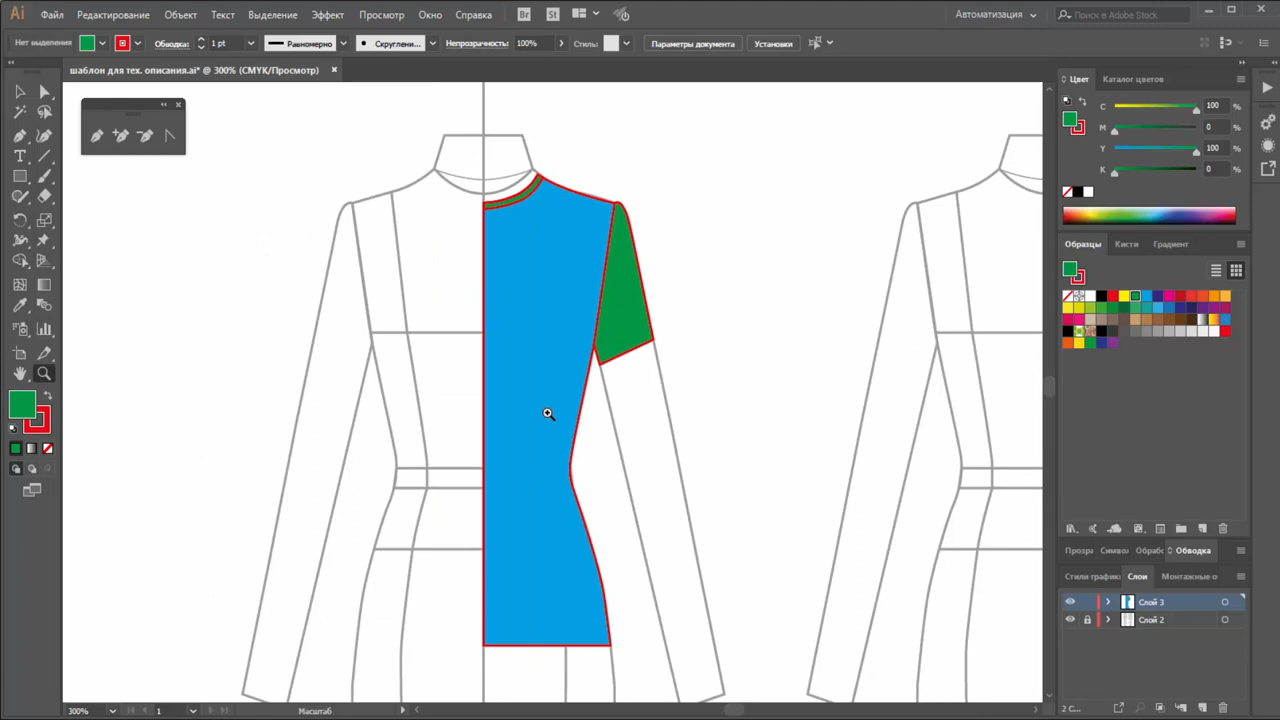 Ai Файл Редактирование Объект Текст Выделение Эффект Просмотр Окно Справка Br St Автоматизация Поиск в Adobe Stock
Нет выделения Обводка: 1 pt Равномерно Скруглени... Непрозрачность: 100% Стиль: Параметры документа Установки
шаблон для тех. описания.ai* @ 300% (CMYK/Просмотр)
Цвет Каталог цветов
C 100 %
M 0 %
Y 100 %
K 0 %
Образцы Кисти Градиент
Прозра Символ Обрабо Обводка
Стили график Слои Монтажные о
Слой 3
Слой 2
300% 1 Масштаб 2 С...